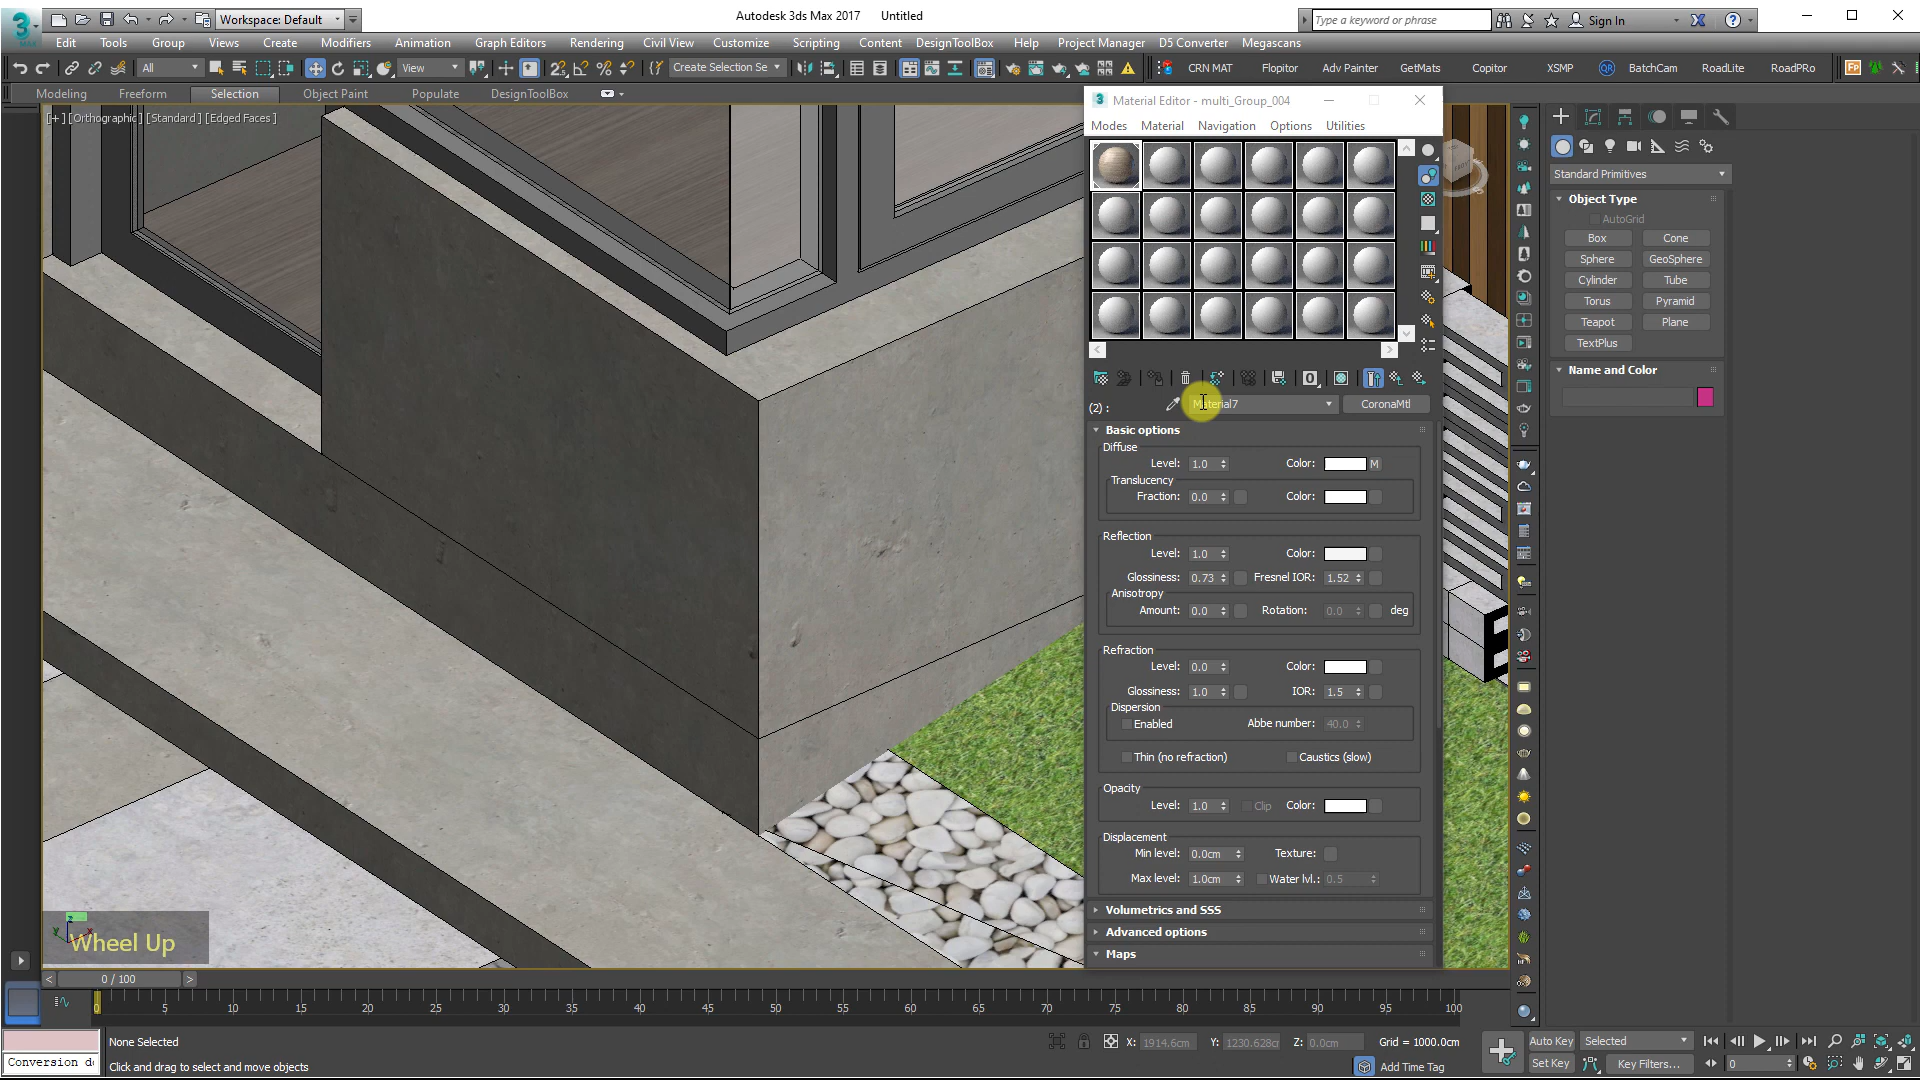 Workspace: Default
Autodesk 3ds Max 2017 Untitled
Type a keyword or phrase
Sign In
Edit Tools Group Views Create Modifiers Animation Graph Editors Rendering Civil View Customize Scripting Content DesignToolBox Help Project Manager D5 Converter Megascans
All View Create Selection Se CRN MAT Flopitor Adv Painter GetMats Copitor XSMP BatchCam RoadLite RoadPRo
Modeling Freeform Selection Object Paint Populate DesignToolBox
[+] [Orthographic] [Standard] [Edged Faces]
Material Editor - multi_Group_004
Modes Material Navigation Options Utilities
(2) : Material7 CoronaMtl
Basic options
Diffuse
Level: 1.0 Color: M
Translucency
Fraction: 0.0 Color:
Reflection
Level: 1.0 Color:
Glossiness: 0.73 Fresnel IOR: 1.52
Anisotropy
Amount: 0.0 Rotation: 0.0 deg
Refraction
Level: 0.0 Color:
Glossiness: 1.0 IOR: 1.5
Dispersion
Enabled Abbe number: 40.0
Thin (no refraction) Caustics (slow)
Opacity
Level: 1.0 Clip Color:
Displacement
Min level: 0.0cm Texture:
Max level: 1.0cm Water lvl.: 0.5
Volumetrics and SSS
Advanced options
Maps
Standard Primitives
Object Type
AutoGrid
Box Cone
Sphere GeoSphere
Cylinder Tube
Torus Pyramid
Teapot Plane
TextPlus
Name and Color
Wheel Up
0 / 100
0 5 10 15 20 25 30 35 40 45 50 55 60 65 70 75 80 85 90 95 100
None Selected
X: 1914.6cm Y: 1230.628cm Z: 0.0cm Grid = 1000.0cm
Auto Key Selected
Conversion d
Click and drag to select and move objects
Add Time Tag
Set Key Key Filters... 0